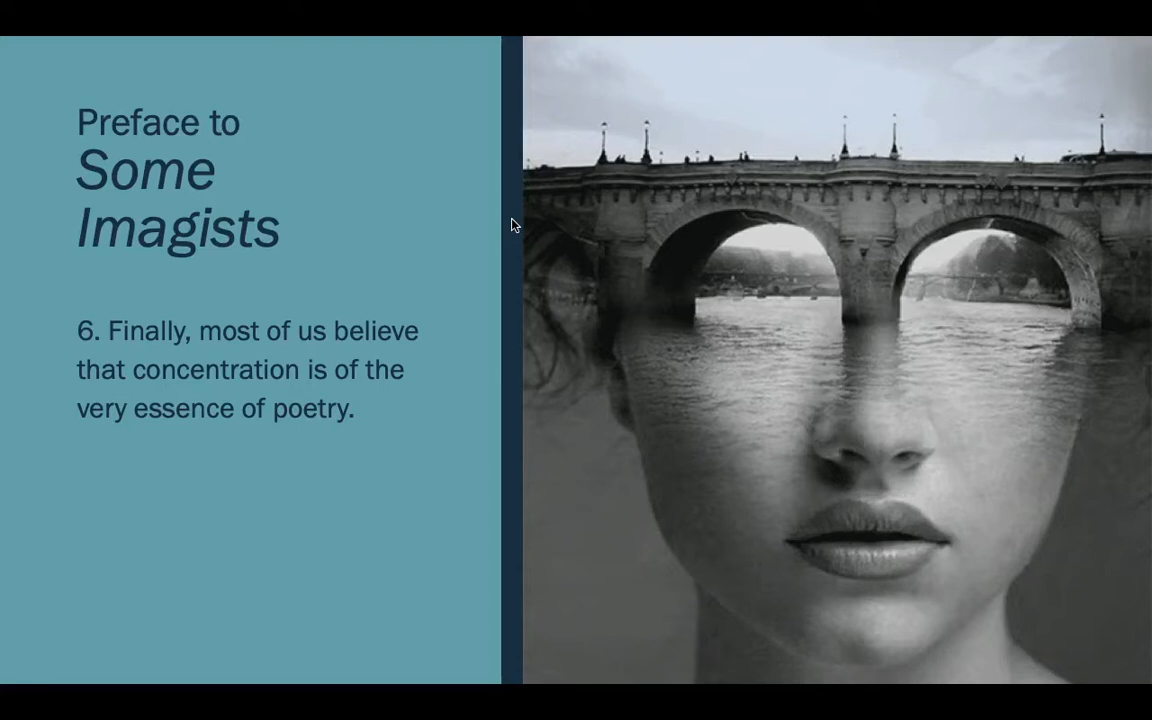 Preface to
Some
Imagists
6. Finally, most of us believe
that concentration is of the
very essence of poetry.